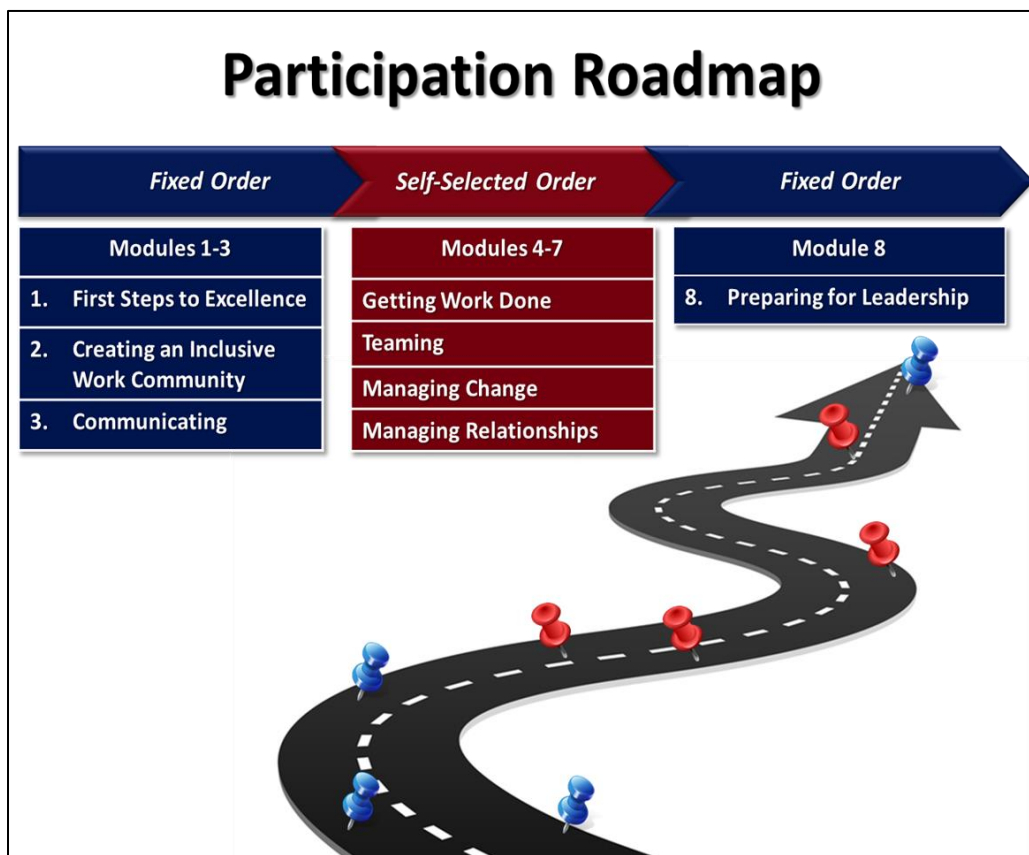 Participation Roadmap
Fixed Order
Self-Selected Order
Fixed Order
Modules 1-3
1. First Steps to Excellence
2. Creating an Inclusive
Work Community
3. Communicating
Modules 4-7
Getting Work Done
Teaming
Managing Change
Managing Relationships
Module 8
8. Preparing for Leadership